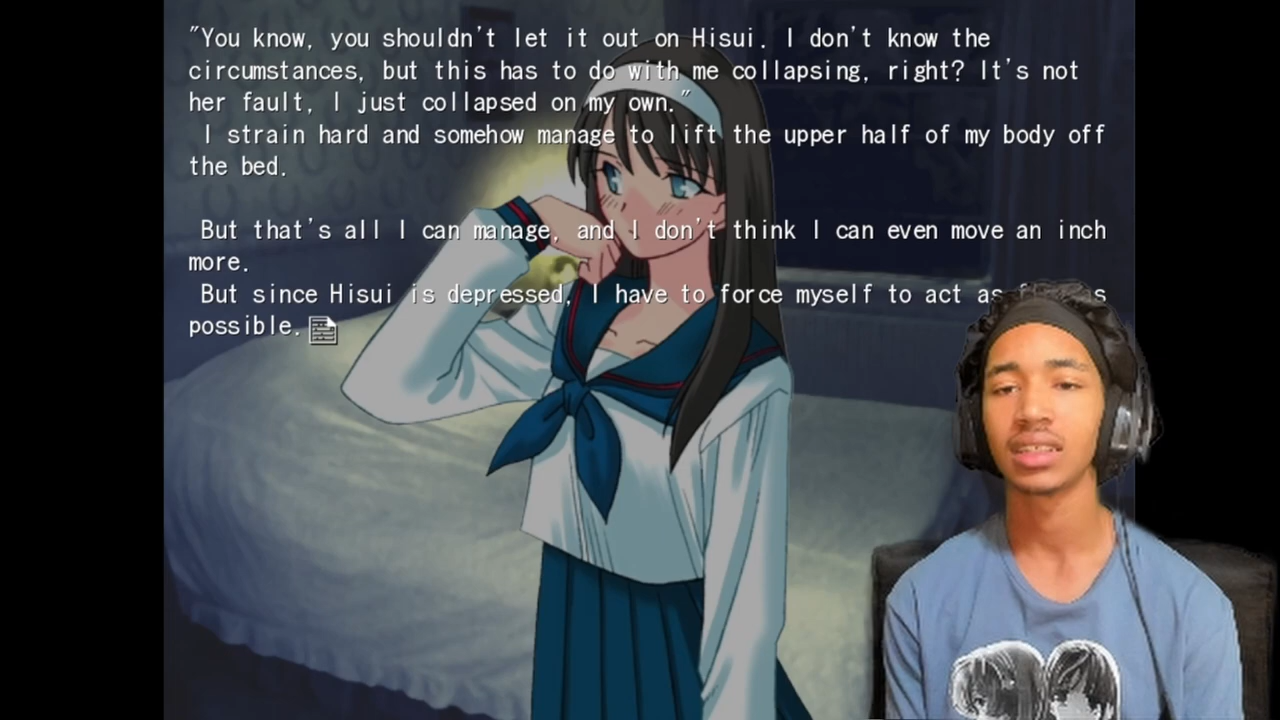 "You know, you shouldn't let it out on Hisui. I don't know the
circumstances, but this has to do with me collapsing, right? It's not
her fault, I just collapsed on my own."
I strain hard and somehow manage to lift the upper half of my body off
the bed.
But that's all I can manage, and I don't think I can even move an inch
more.
But since Hisui is depressed, I have to force myself to act as
possible.